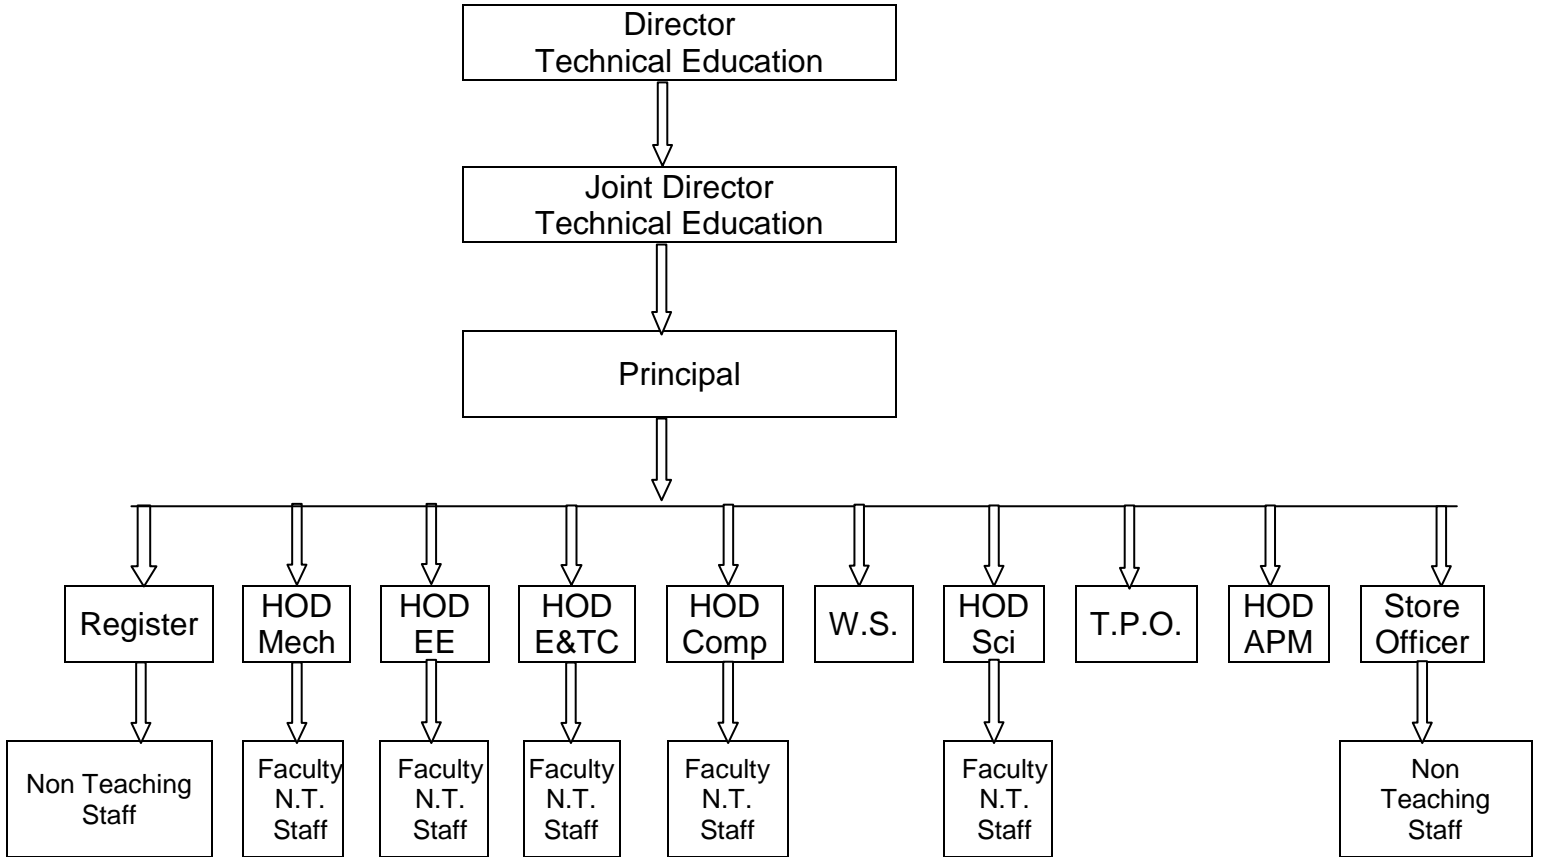 Director
Technical Education
Joint Director
Technical Education
Principal
Register
HOD
Mech
HOD
EE
HOD
E&TC
HOD
Comp
W.S.
HOD
Sci
T.P.O.
HOD
APM
Store
Officer
Non Teaching
Staff
Faculty
N.T.
Staff
Faculty
N.T.
Staff
Faculty
N.T.
Staff
Faculty
N.T.
Staff
Faculty
N.T.
Staff
Non
Teaching
Staff